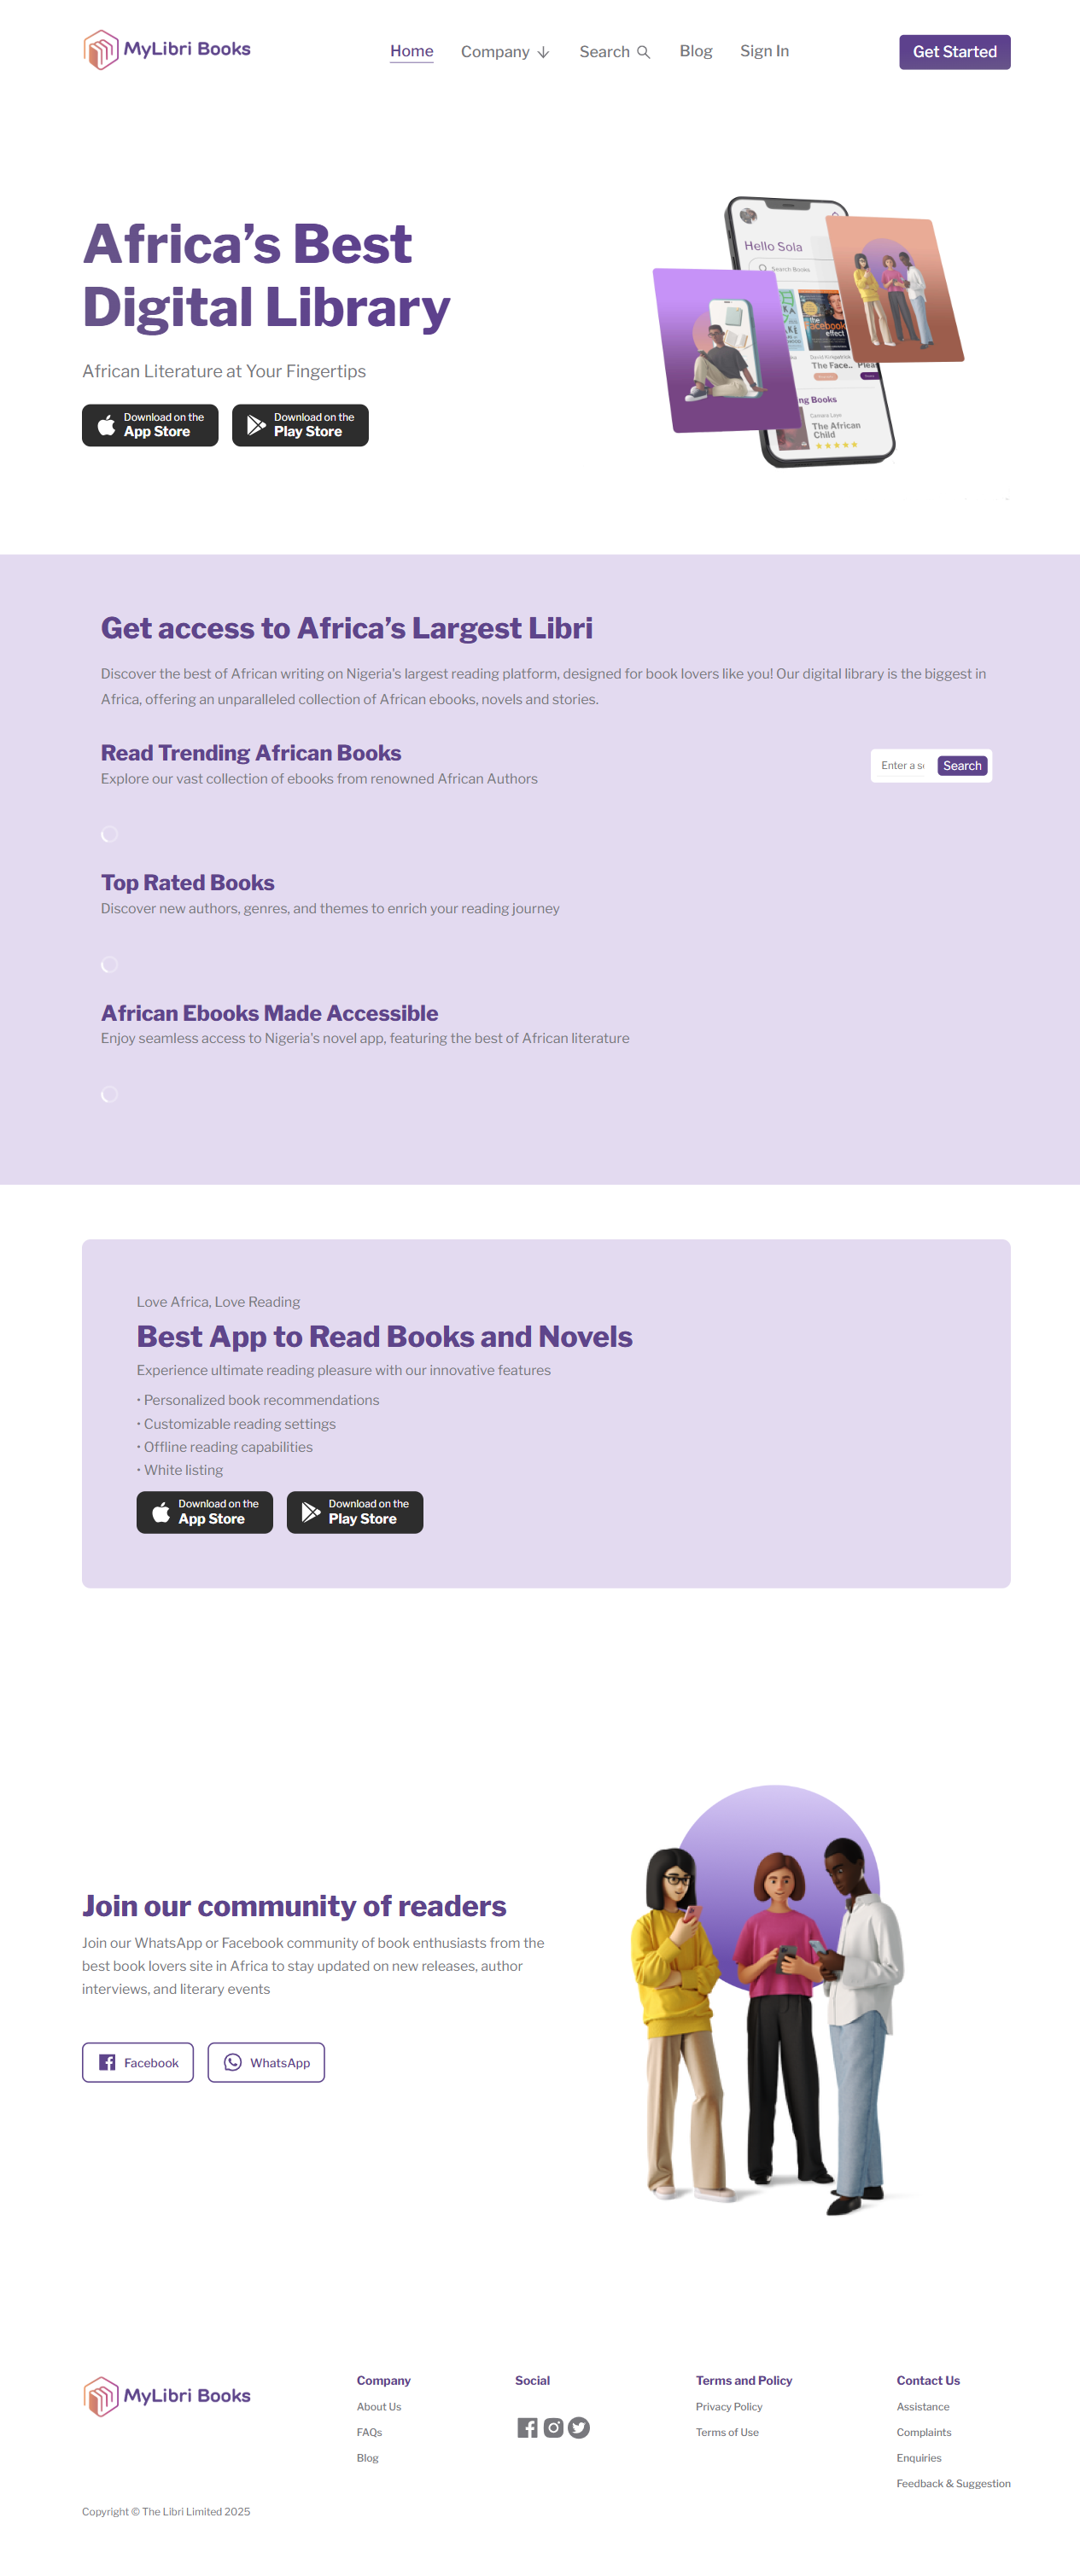 MyLibri Books
Home
Company
Search
Blog
Sign In
Get Started
Africa’s Best
Digital Library
African Literature at Your Fingertips
Download on the
App Store
Download on the
Play Store
Hello Sola
Search Books
the
facebook
effect
David Kirkpatrick
The Face..
ng Books
Camara Laye
The African
Child
Get access to Africa’s Largest Libri
Discover the best of African writing on Nigeria's largest reading platform, designed for book lovers like you! Our digital library is the biggest in
Africa, offering an unparalleled collection of African ebooks, novels and stories.
Read Trending African Books
Explore our vast collection of ebooks from renowned African Authors
Enter a se
Search
Top Rated Books
Discover new authors, genres, and themes to enrich your reading journey
African Ebooks Made Accessible
Enjoy seamless access to Nigeria's novel app, featuring the best of African literature
Love Africa, Love Reading
Best App to Read Books and Novels
Experience ultimate reading pleasure with our innovative features
• Personalized book recommendations
• Customizable reading settings
• Offline reading capabilities
• White listing
Download on the
App Store
Download on the
Play Store
Join our community of readers
Join our WhatsApp or Facebook community of book enthusiasts from the
best book lovers site in Africa to stay updated on new releases, author
interviews, and literary events
Facebook
WhatsApp
MyLibri Books
Company
About Us
FAQs
Blog
Social
Terms and Policy
Privacy Policy
Terms of Use
Contact Us
Assistance
Complaints
Enquiries
Feedback & Suggestion
Copyright © The Libri Limited 2025